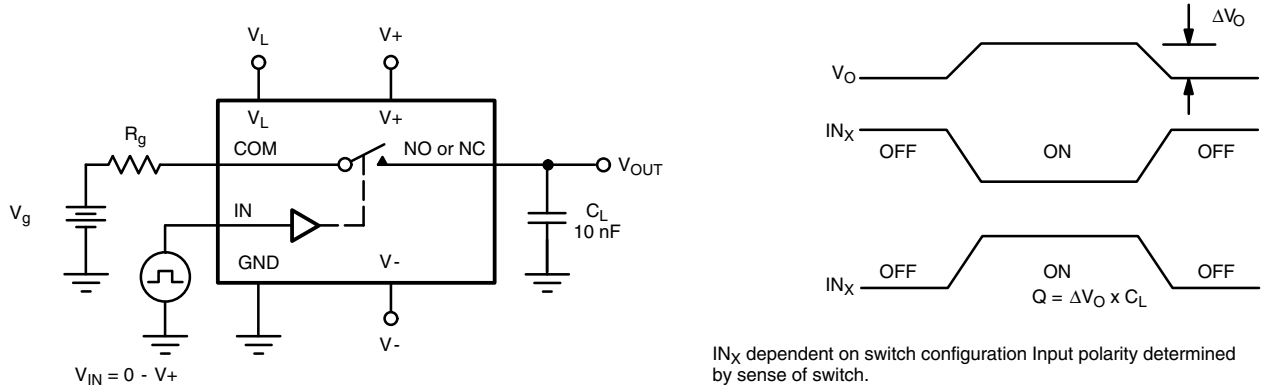 V_L
V+
V_L
V+
R_g
COM
NO or NC
V_OUT
V_g
IN
C_L
10 nF
GND
V-
V-
V_IN = 0 - V+
ΔV_O
V_O
IN_X
OFF
ON
OFF
OFF
ON
OFF
IN_X
Q = ΔV_O x C_L
IN_X dependent on switch configuration Input polarity determined
by sense of switch.